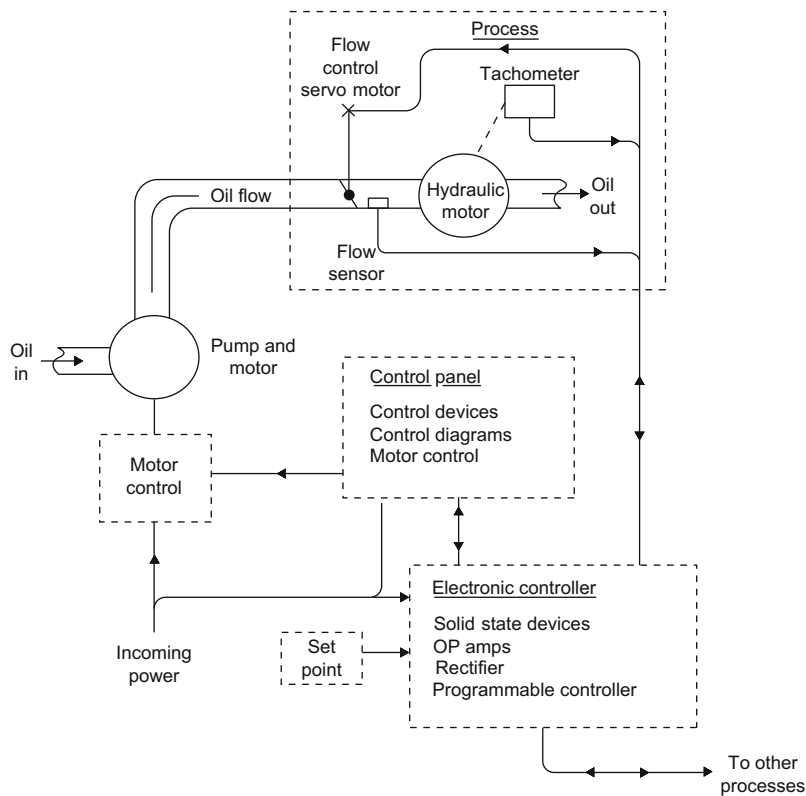 Process
Flow
control
servo motor
Tachometer
Oil flow
Hydraulic
motor
Oil
out
Flow
sensor
Oil
in
Pump and
motor
Control panel
Control devices
Control diagrams
Motor control
Motor
control
Electronic controller
Solid state devices
OP amps
Rectifier
Programmable controller
Set
point
Incoming
power
To other
processes